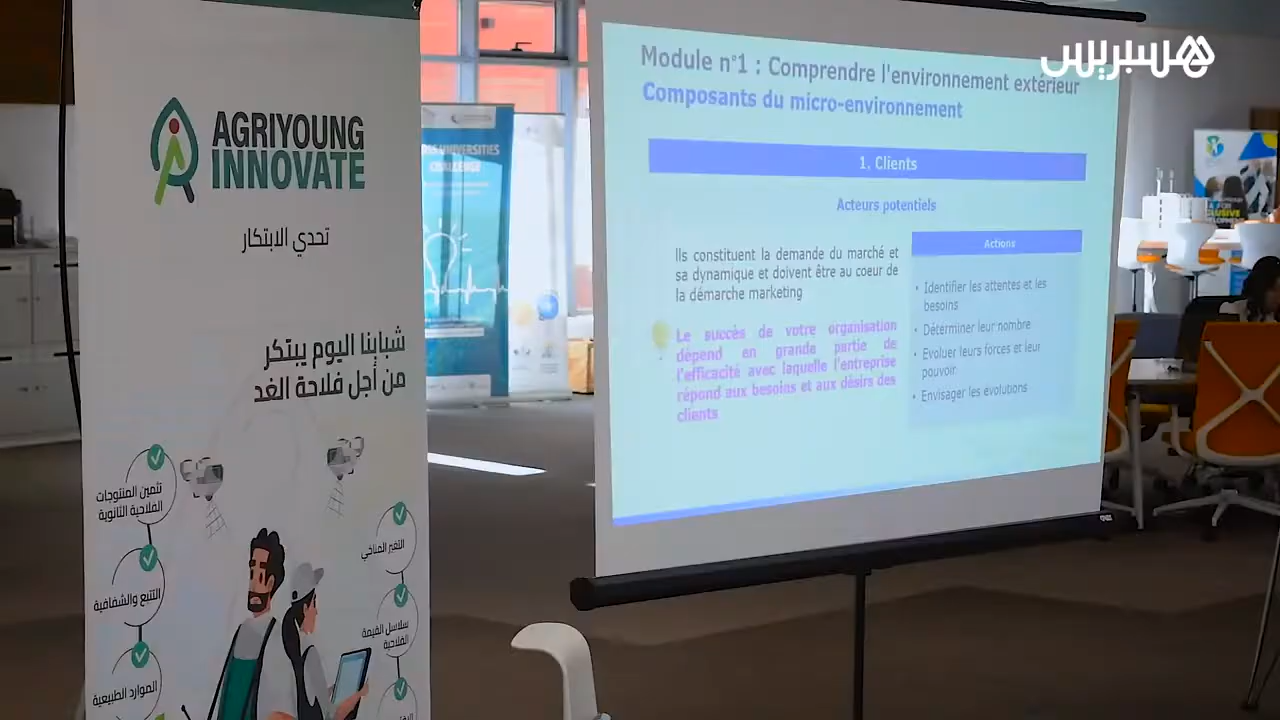 هسبريس
AGRIYOUNG
INNOVATE
تحدي الابتكار
شبابنا اليوم يبتكر
من أجل فلاحة الغد
تثمين المنتوجات
الفلاحية الثانوية
التتبع والشفافية
الموارد الطبيعية
التغير المناخي
سلاسل القيمة
الفلاحية
UNIVERSITIES
CHALLENGE
Module n°1 : Comprendre l'environnement extérieur
Composants du micro-environnement
1. Clients
Acteurs potentiels
Ils constituent la demande du marché et
sa dynamique et doivent être au coeur de
la démarche marketing
Le succès de votre organisation
dépend en grande partie de
l'efficacité avec laquelle l'entreprise
répond aux besoins et aux désirs des
clients
Actions
• Identifier les attentes et les
besoins
• Déterminer leur nombre
• Evoluer leurs forces et leur
pouvoir
• Envisager les évolutions